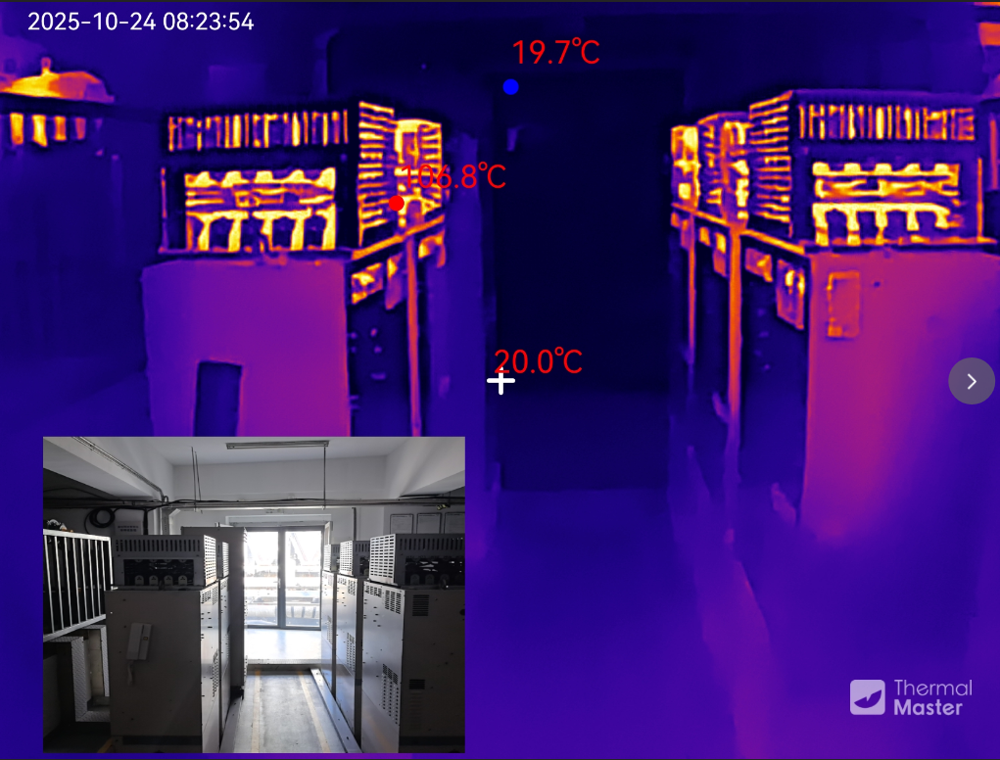 2025-10-24 08:23:54
19.7℃
106.8℃
20.0℃
Thermal
Master